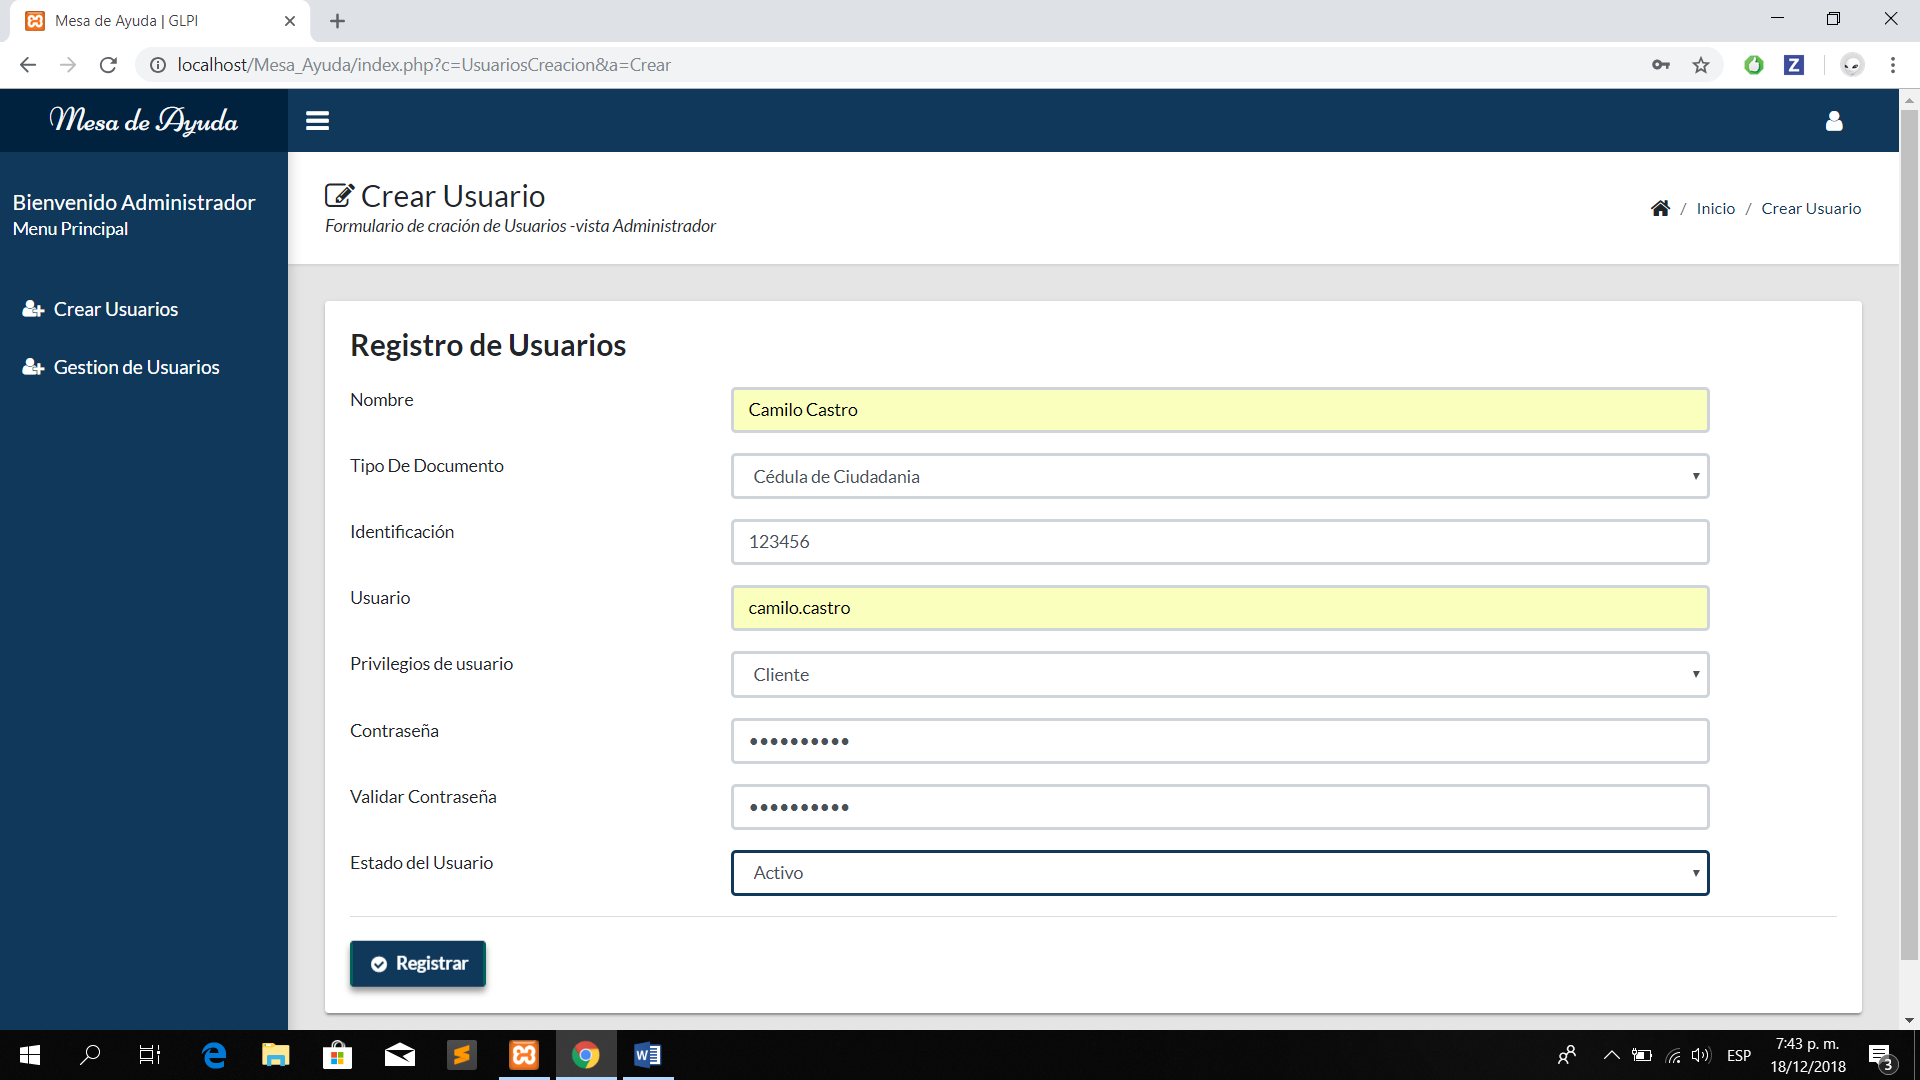 Mesa de Ayuda | GLPI
localhost/Mesa_Ayuda/index.php?c=UsuariosCreacion&a=Crear
Z
Mesa de Ayuda
Bienvenido Administrador
Menu Principal
Crear Usuarios
Gestion de Usuarios
Crear Usuario
Formulario de cración de Usuarios -vista Administrador
/ Inicio / Crear Usuario
Registro de Usuarios
Nombre
Camilo Castro
Tipo De Documento
Cédula de Ciudadania
Identificación
123456
Usuario
camilo.castro
Privilegios de usuario
Cliente
Contraseña
••••••••••
Validar Contraseña
••••••••••
Estado del Usuario
Activo
Registrar
ESP
7:43 p. m.
18/12/2018
3